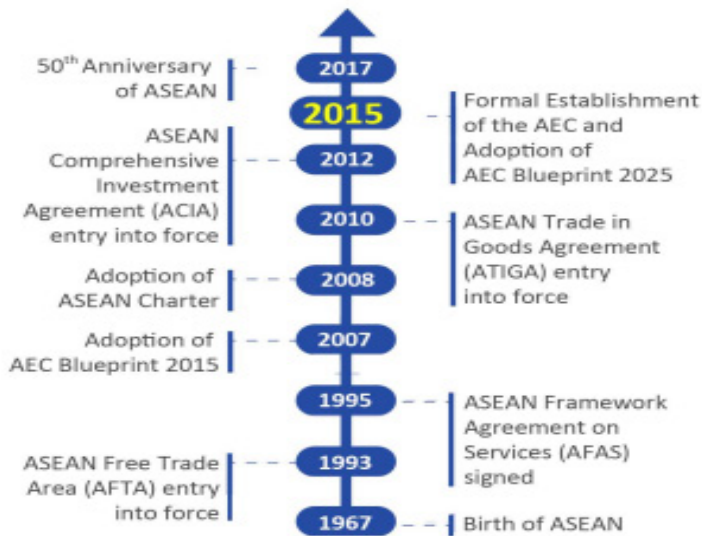 2017
50th Anniversary
of ASEAN
2015
Formal Establishment
of the AEC and
Adoption of
AEC Blueprint 2025
2012
ASEAN
Comprehensive
Investment
Agreement (ACIA)
entry into force
2010
ASEAN Trade in
Goods Agreement
(ATIGA) entry
into force
2008
Adoption of
ASEAN Charter
2007
Adoption of
AEC Blueprint 2015
1995
ASEAN Framework
Agreement on
Services (AFAS)
signed
1993
ASEAN Free Trade
Area (AFTA) entry
into force
1967
Birth of ASEAN